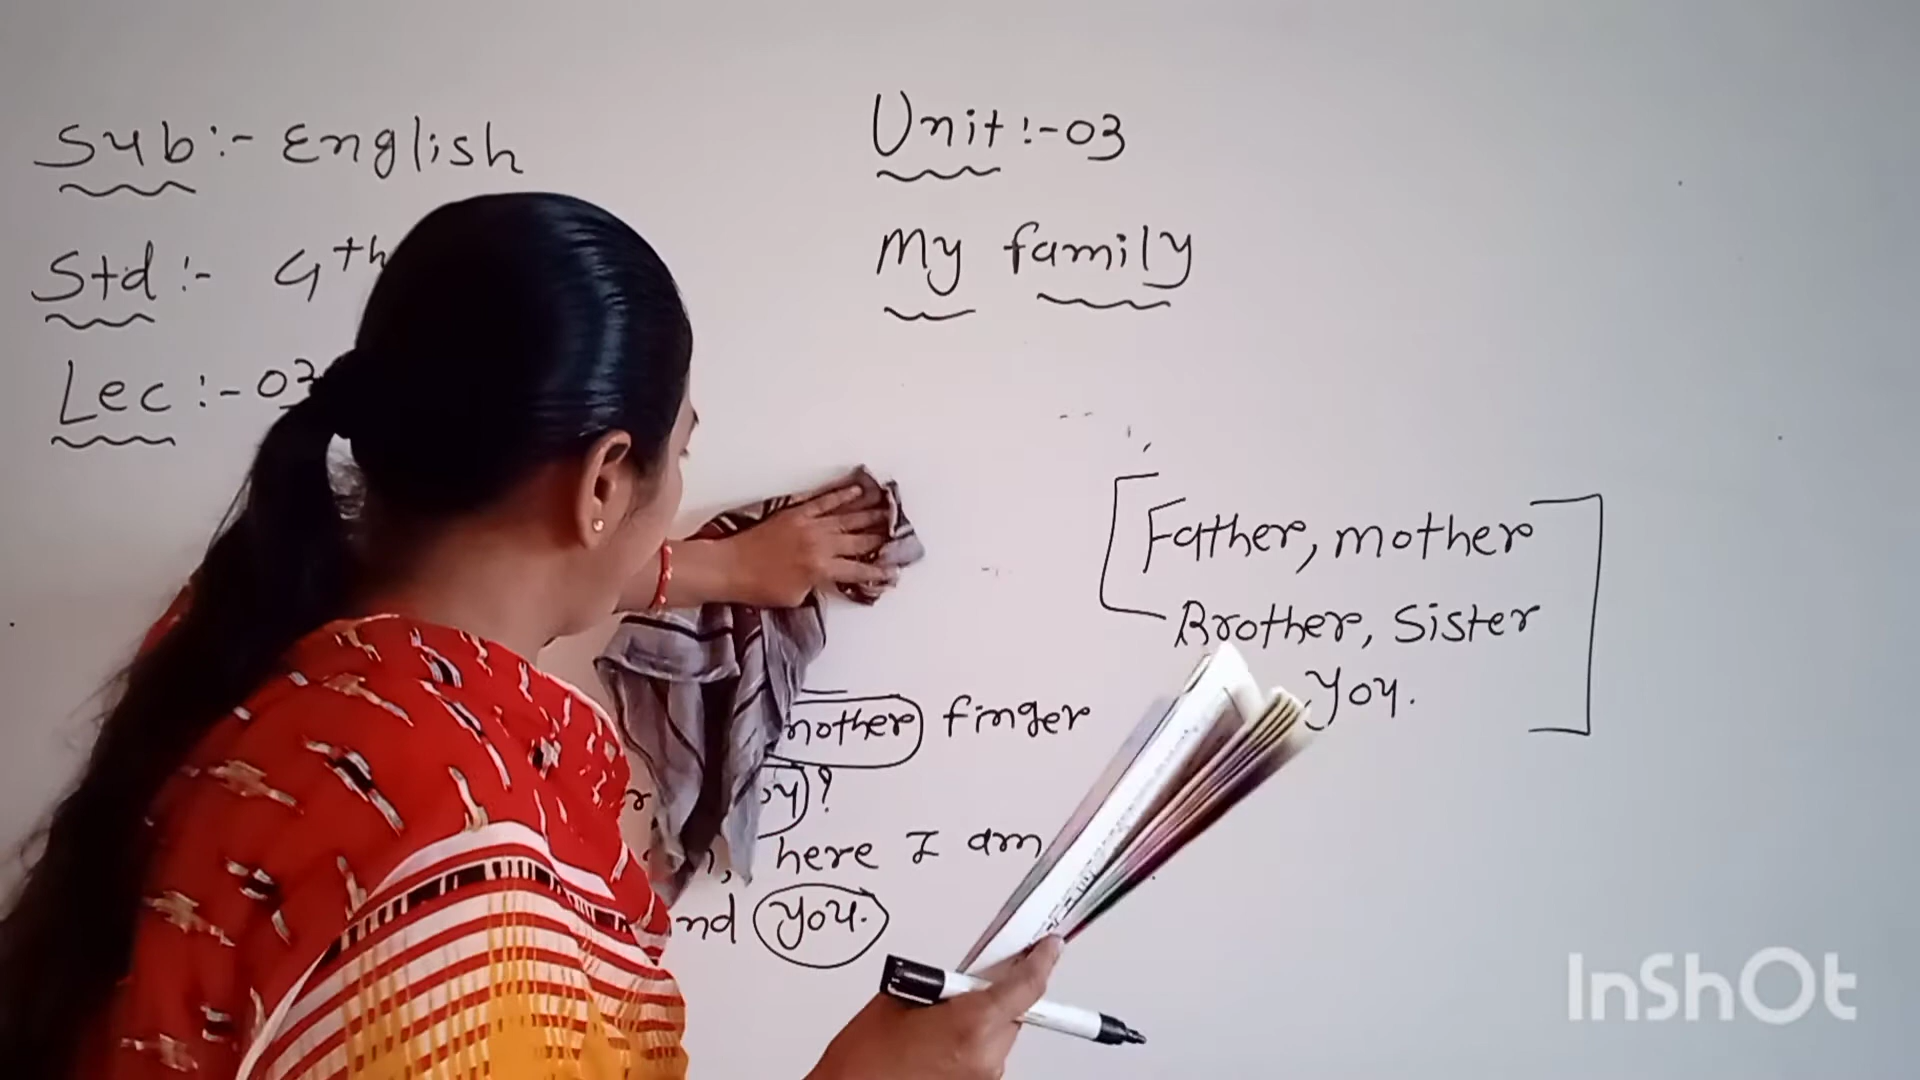 Sub:- English
Std:- 4th
Lec:-03
Unit:-03
My family
Father, mother
Brother, Sister
You.
mother finger
?
here I am
and you.
InShOt